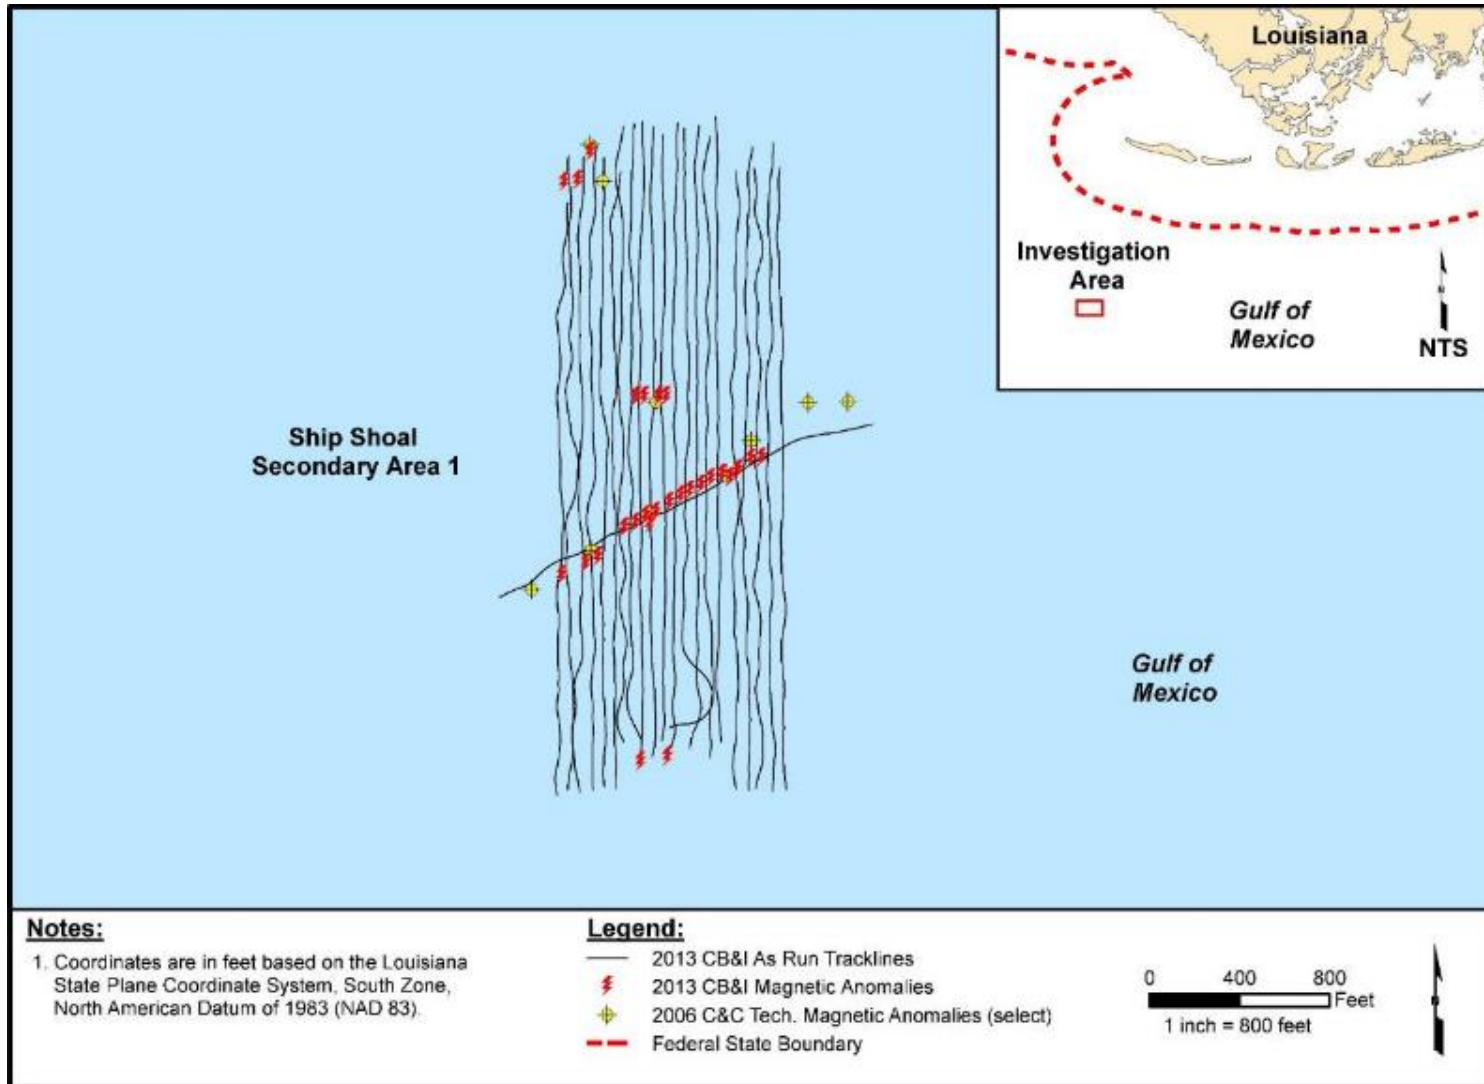 Louisiana
Investigation
Area
Gulf of
Mexico
N
NTS
Ship Shoal
Secondary Area 1
Gulf of
Mexico
Notes:
1. Coordinates are in feet based on the Louisiana
State Plane Coordinate System, South Zone,
North American Datum of 1983 (NAD 83).
Legend:
2013 CB&I As Run Tracklines
2013 CB&I Magnetic Anomalies
2006 C&C Tech. Magnetic Anomalies (select)
Federal State Boundary
0 400 800
Feet
1 inch = 800 feet
N